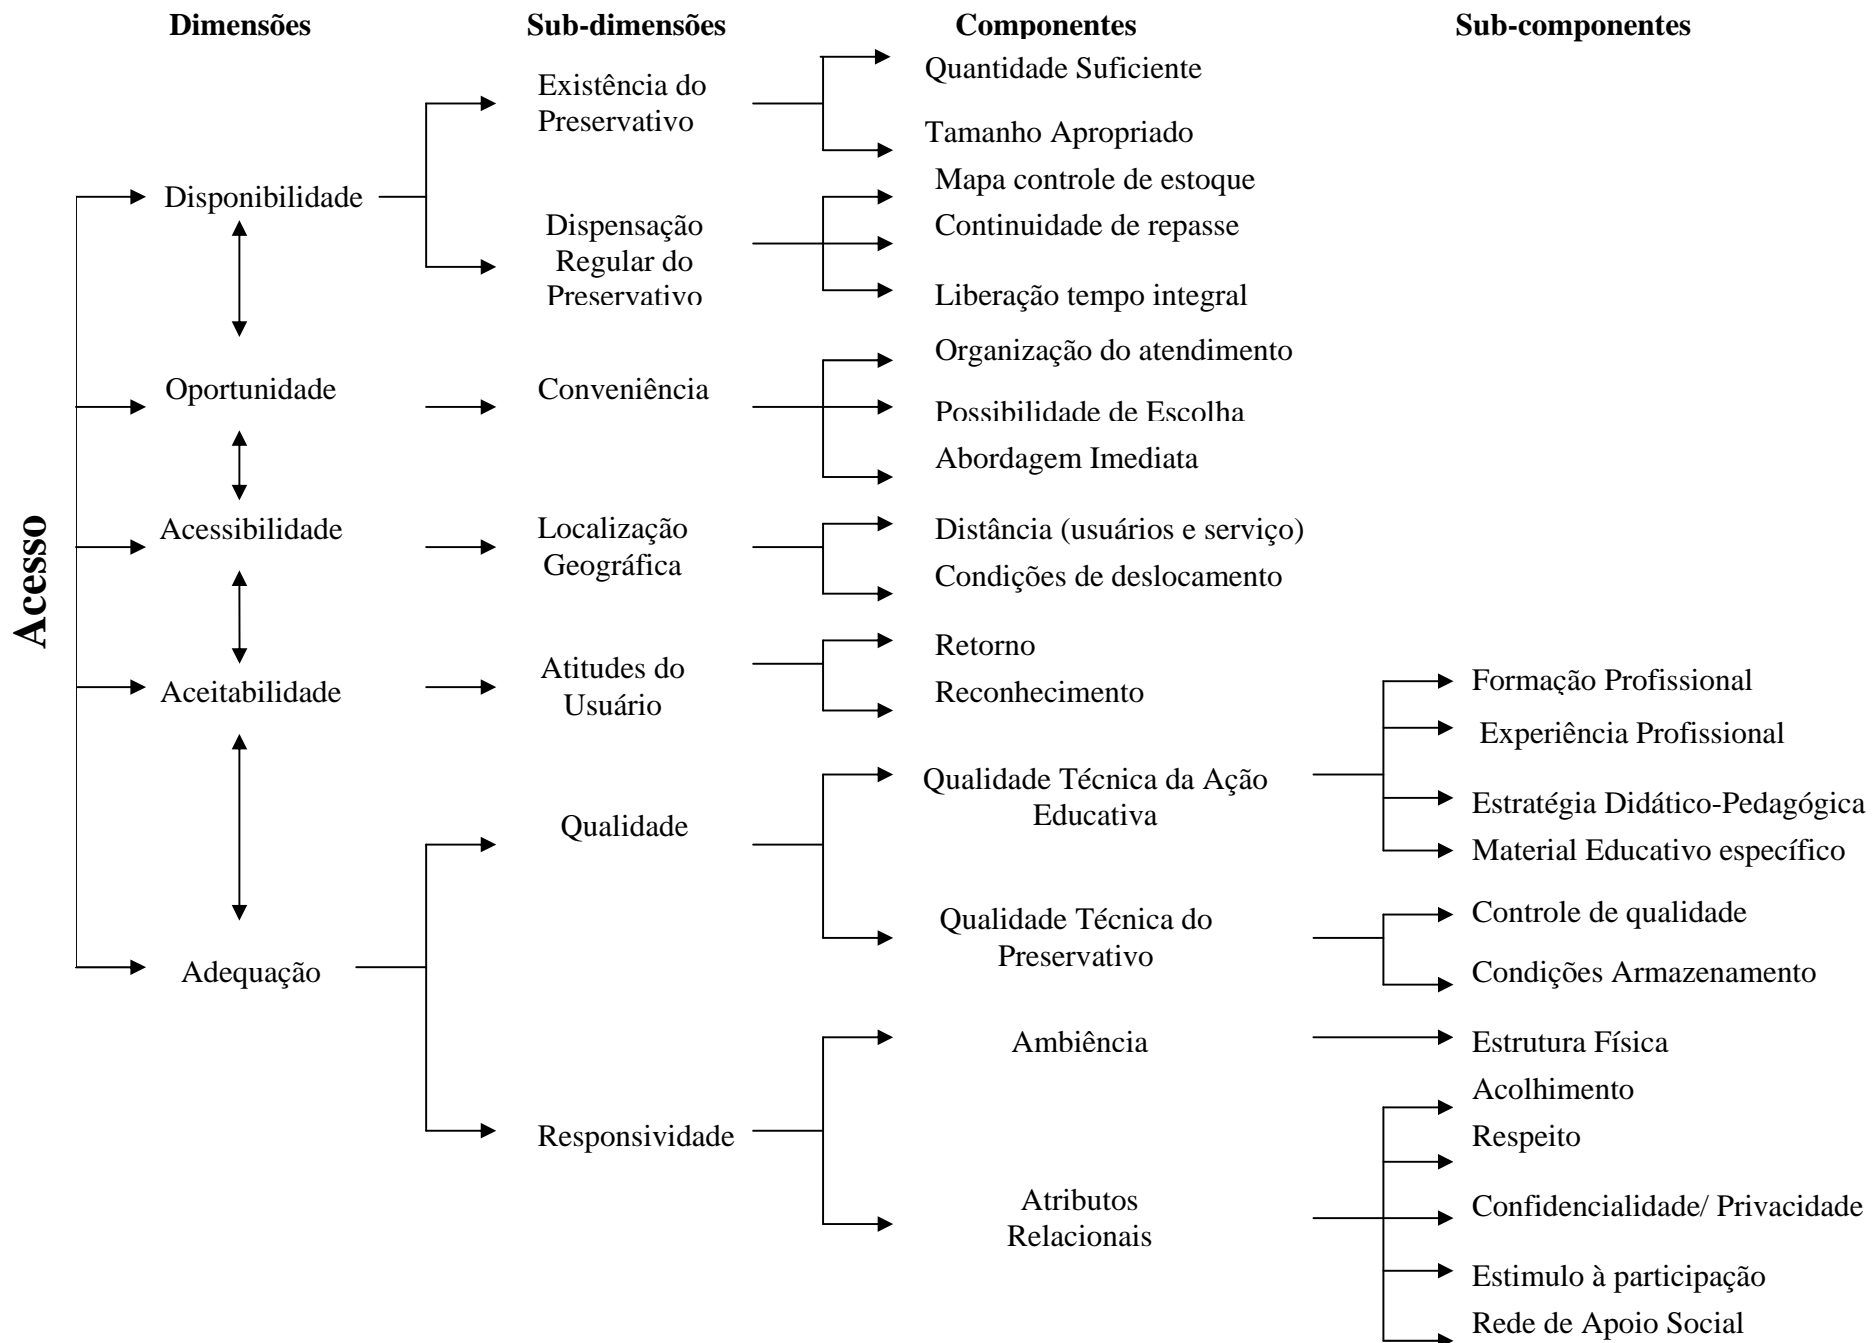 Dimensões
Sub-dimensões
Componentes
Sub-componentes
Acesso
Disponibilidade
Existência do
Preservativo
Quantidade Suficiente
Tamanho Apropriado
Dispensação
Regular do
Preservativo
Mapa controle de estoque
Continuidade de repasse
Liberação tempo integral
Oportunidade
Conveniência
Organização do atendimento
Possibilidade de Escolha
Abordagem Imediata
Acessibilidade
Localização
Geográfica
Distância (usuários e serviço)
Condições de deslocamento
Aceitabilidade
Atitudes do
Usuário
Retorno
Reconhecimento
Adequação
Qualidade
Qualidade Técnica da Ação
Educativa
Formação Profissional
Experiência Profissional
Estratégia Didático-Pedagógica
Material Educativo específico
Qualidade Técnica do
Preservativo
Controle de qualidade
Condições Armazenamento
Responsividade
Ambiência
Estrutura Física
Atributos
Relacionais
Acolhimento
Respeito
Confidencialidade/ Privacidade
Estimulo à participação
Rede de Apoio Social